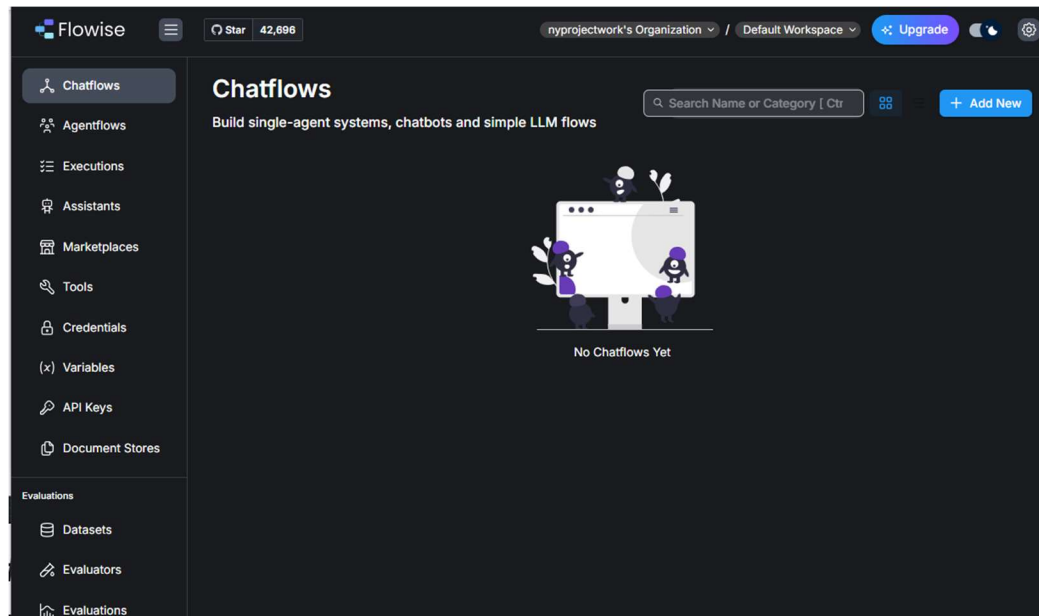 Flowise
Star 42,696
nyprojectwork's Organization / Default Workspace
Upgrade
Chatflows
Agentflows
Executions
Assistants
Marketplaces
Tools
Credentials
(x) Variables
API Keys
Document Stores
Evaluations
Datasets
Evaluators
Evaluations
Chatflows
Search Name or Category [ Ctr
+ Add New
Build single-agent systems, chatbots and simple LLM flows
No Chatflows Yet